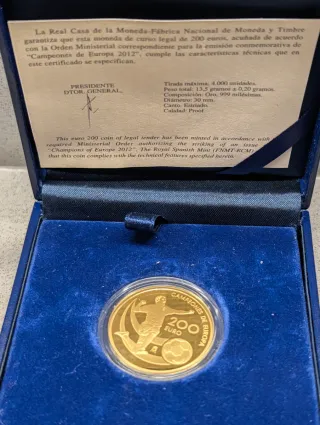 La Real Casa de la Moneda-Fábrica Nacional de Moneda y Timbre
garantiza que esta moneda de curso legal de 200 euros, acuñada de acuerdo
con la Orden Ministerial correspondiente para la emisión conmemorativa de
"Campeones de Europa 2012", cumple las características técnicas que en
este certificado se especifican.
PRESIDENTE
DTOR. GENERAL,
Tirada máxima, 4.000 unidades.
Peso total: 13,5 gramos ± 0,20 gramos.
Composición: Oro, 999 milésimas.
Diámetro: 30 mm.
Canto: Estriado
Calidad: Proof
This euro 200 coin of legal tender has been minted in accordance with
required Ministerial Order authorizing the striking of an issue
"Champions of Europe 2012". The Royal Spanish Mint (FNMT-RCM)
that this coin complies with the technical features specified herein
CAMPEONES DE EUROPA
200
EURO